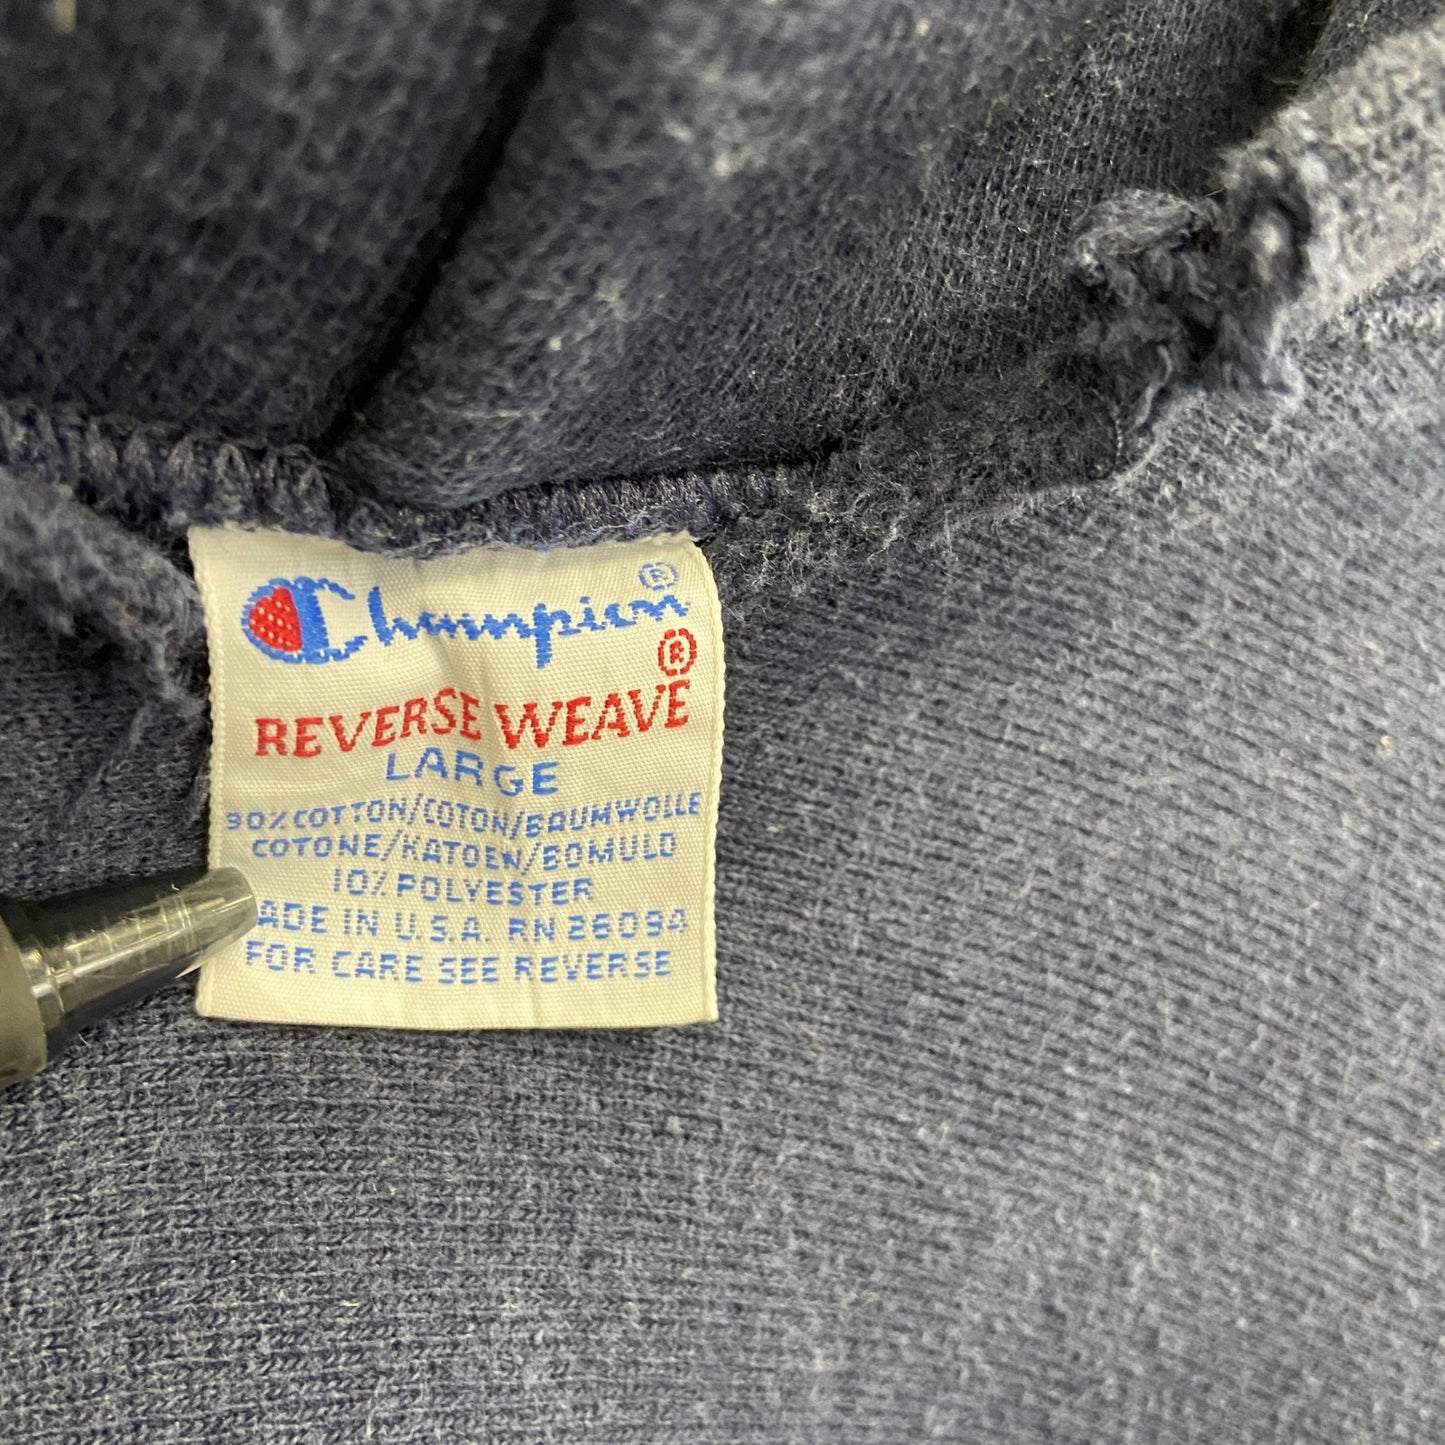 Champion®
®
REVERSE WEAVE
LARGE
90% COTTON/COTON/BAUMWOLLE
COTONE/KATOEN/BOMULD
10% POLYESTER
ADE IN U.S.A. RN 26094
FOR CARE SEE REVERSE